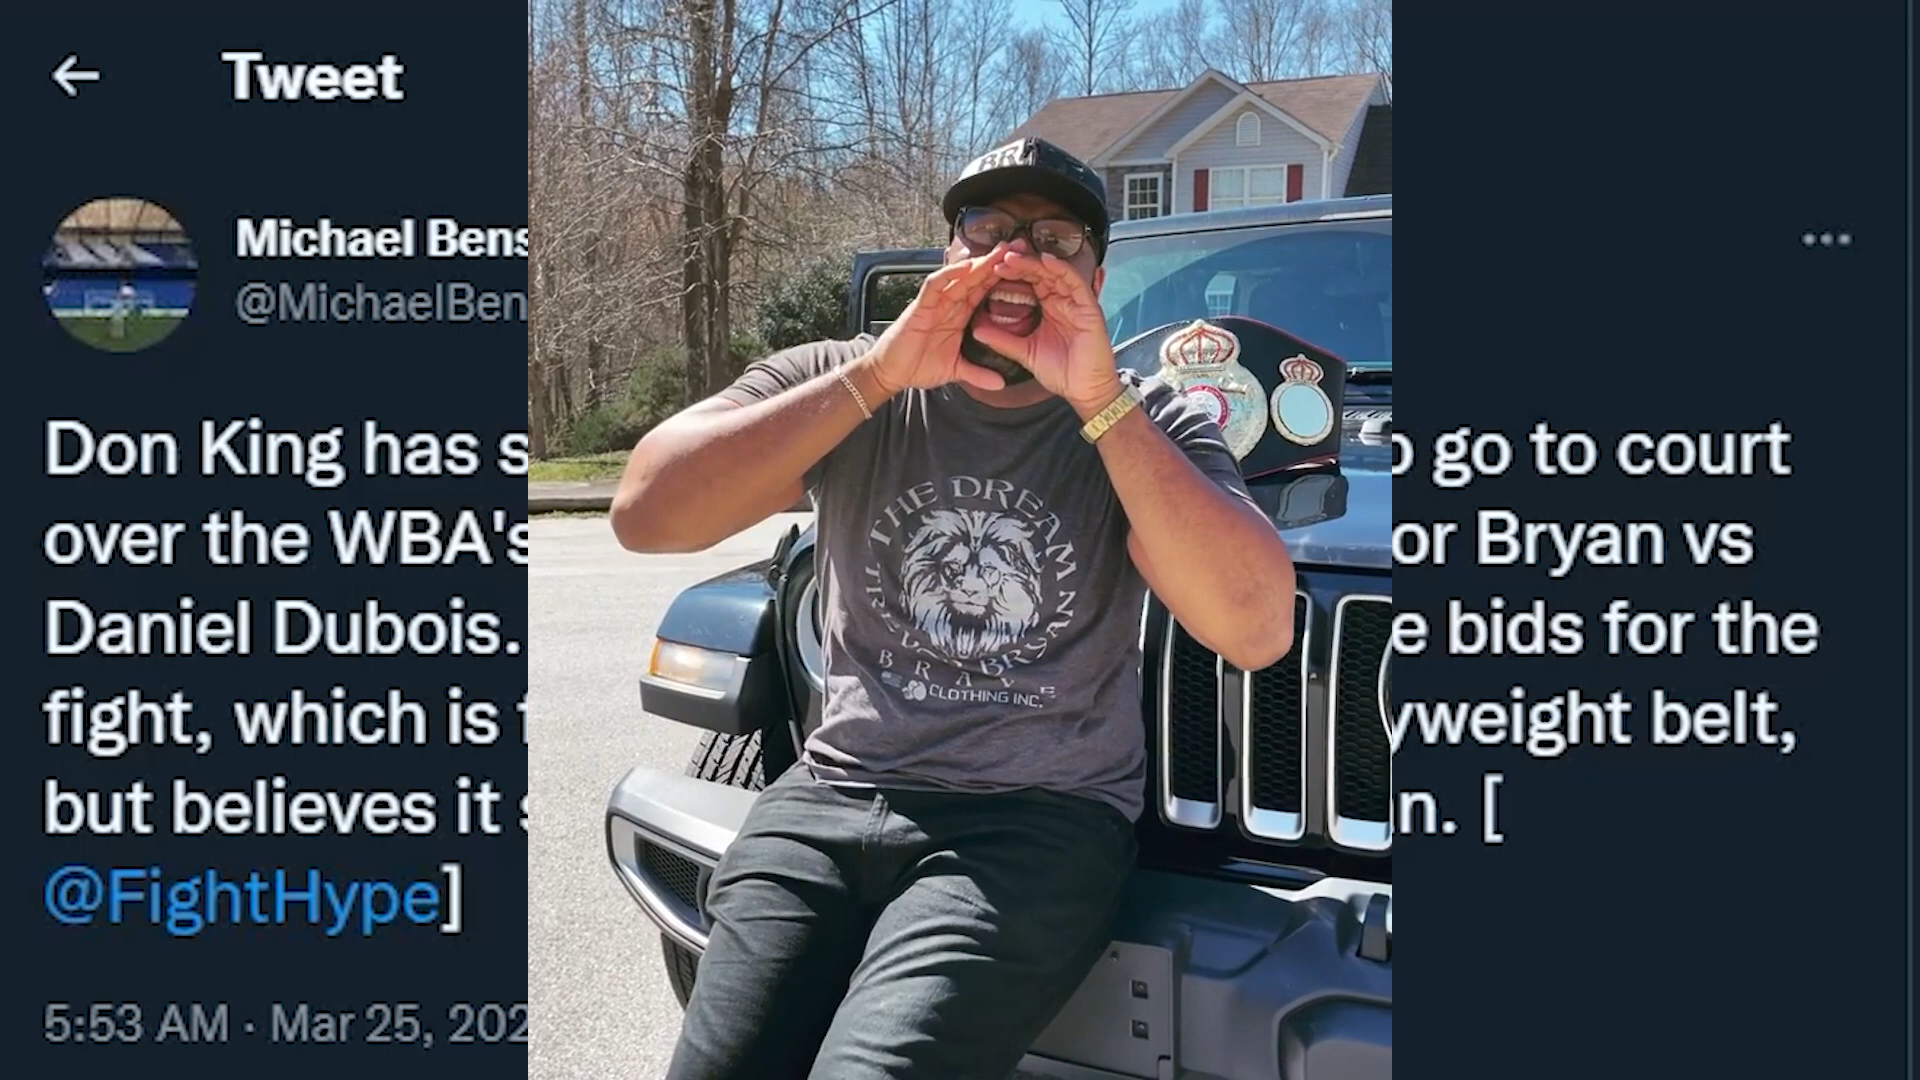 Tweet
Michael Bens
@MichaelBen
Don King has s
o go to court
over the WBA's
or Bryan vs
Daniel Dubois.
e bids for the
fight, which is f
yweight belt,
but believes it s
n. [
@FightHype]
5:53 AM · Mar 25, 202
BR
THE DREAM
TREVOR BRYAN
BRAVE
CLOTHING INC.